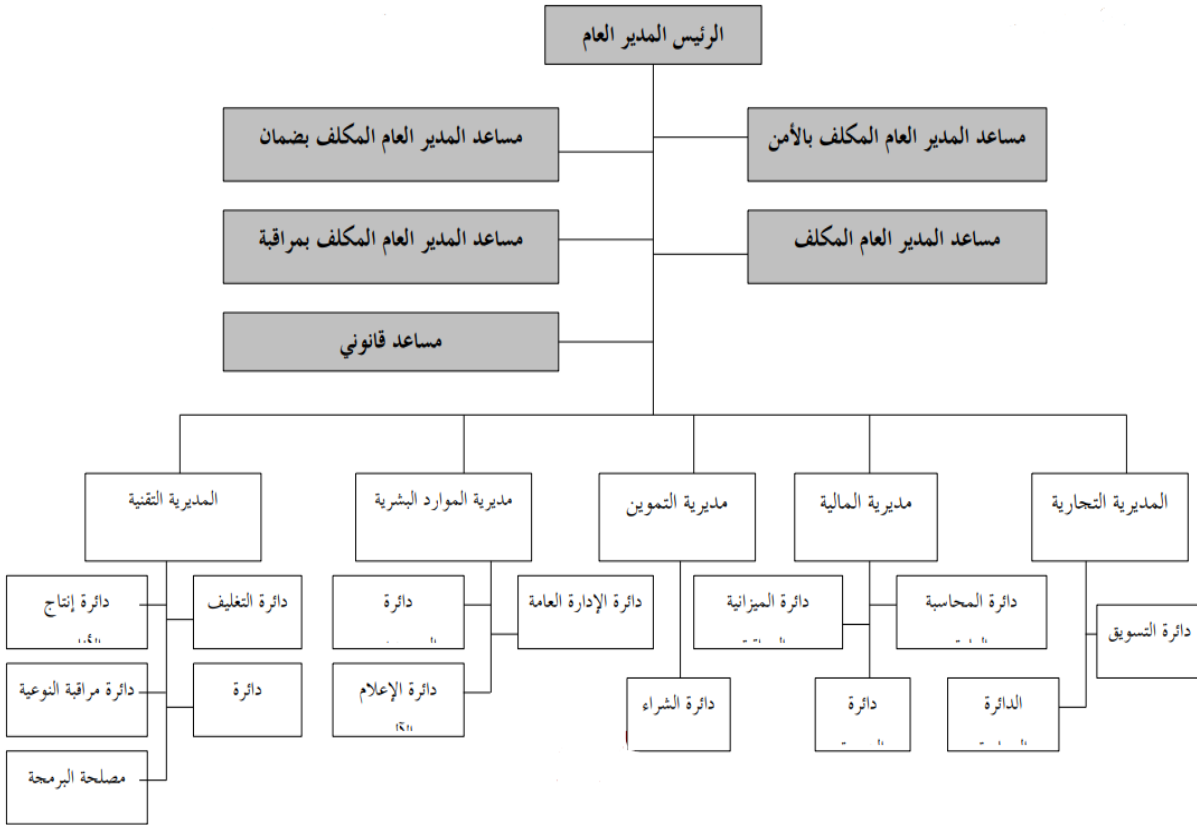 الرئيس المدير العام
مساعد المدير العام المكلف بالأمن
مساعد المدير العام المكلف بضمان
مساعد المدير العام المكلف
مساعد المدير العام المكلف بمراقبة
مساعد قانوني
المديرية التجارية
مديرية المالية
مديرية التموين
مديرية الموارد البشرية
المديرية التقنية
دائرة التسويق
الدائرة
دائرة المحاسبة
دائرة الميزانية
دائرة
دائرة الشراء
دائرة الإدارة العامة
دائرة
دائرة الإعلام
دائرة التغليف
دائرة إنتاج
دائرة
دائرة مراقبة النوعية
مصلحة البرمجة